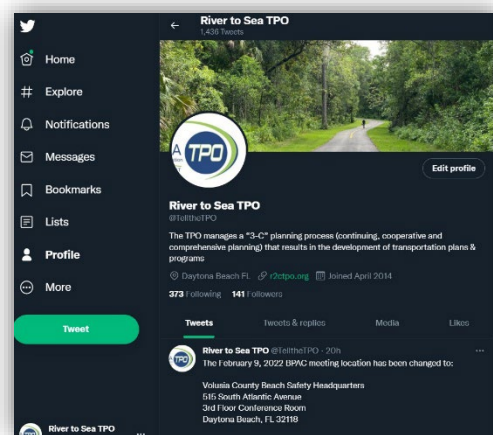 River to Sea TPO
1,436 Tweets
Home
# Explore
Notifications
Messages
Bookmarks
Lists
Profile
More
Tweet
River to Sea TPO
A TPO
Edit profile
River to Sea TPO
@TelltheTPO
The TPO manages a "3-C" planning process (continuing, cooperative and
comprehensive planning) that results in the development of transportation plans &
programs
Daytona Beach FL r2ctpo.org Joined April 2014
373 Following 141 Followers
Tweets Tweets & replies Media Likes
TPO
River to Sea TPO @TelltheTPO · 20h
The February 9, 2022 BPAC meeting location has been changed to:
Volusia County Beach Safety Headquarters
515 South Atlantic Avenue
3rd Floor Conference Room
Daytona Beach, FL 32118